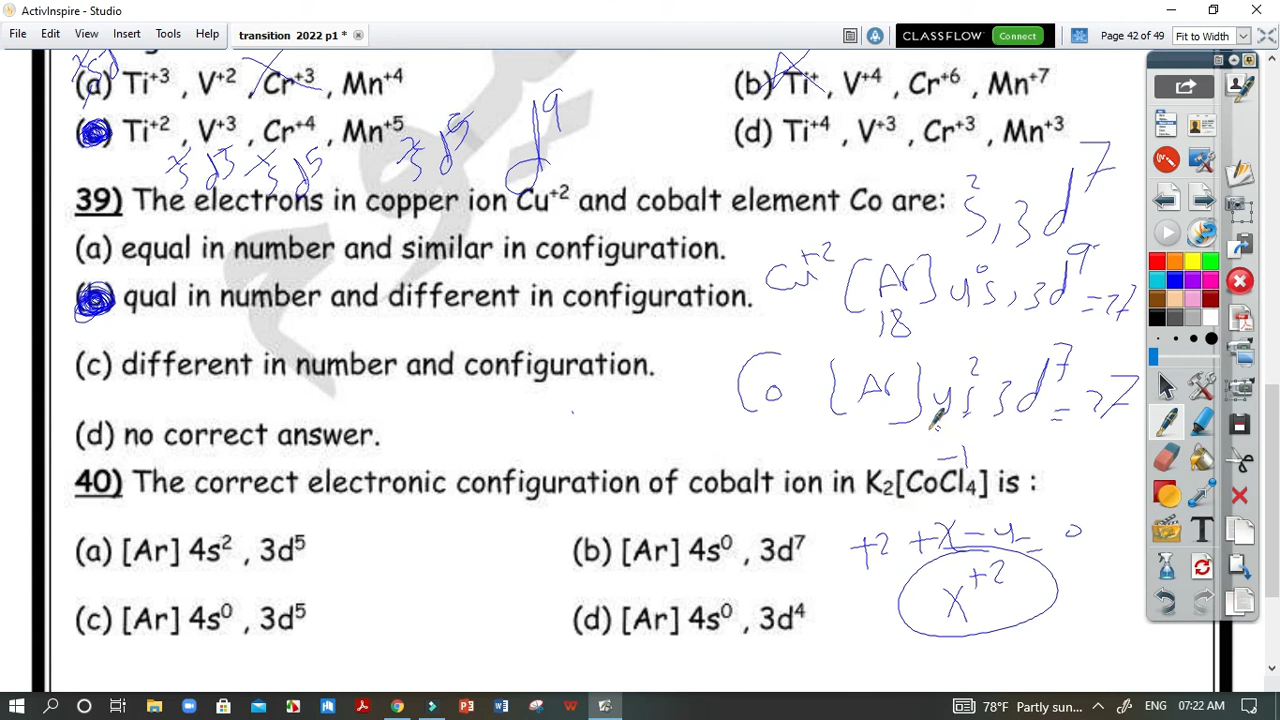 ActivInspire - Studio
File Edit View Insert Tools Help transition 2022 p1 * CLASSFLOW Connect Page 42 of 49 Fit to Width
(a) Ti+3 , V+2 , Cr+3 , Mn+4 (b) Ti+ , V+4 , Cr+6 , Mn+7
Ti+2 , V+3 , Cr+4 , Mn+5 (d) Ti+4 , V+3 , Cr+3 , Mn+3
d9
39) The electrons in copper ion Cu+2 and cobalt element Co are:
s2, 3d7
(a) equal in number and similar in configuration.
Cu+2 [Ar] 4s0, 3d9 = 27
18
qual in number and different in configuration.
(c) different in number and configuration.
Co [Ar] 4s2 3d7 = 27
(d) no correct answer.
-1
40) The correct electronic configuration of cobalt ion in K2[CoCl4] is :
+2 + x - 4 = 0
(a) [Ar] 4s2 , 3d5 (b) [Ar] 4s0 , 3d7
x+2
(c) [Ar] 4s0 , 3d5 (d) [Ar] 4s0 , 3d4
78°F Partly sun... 07:22 AM